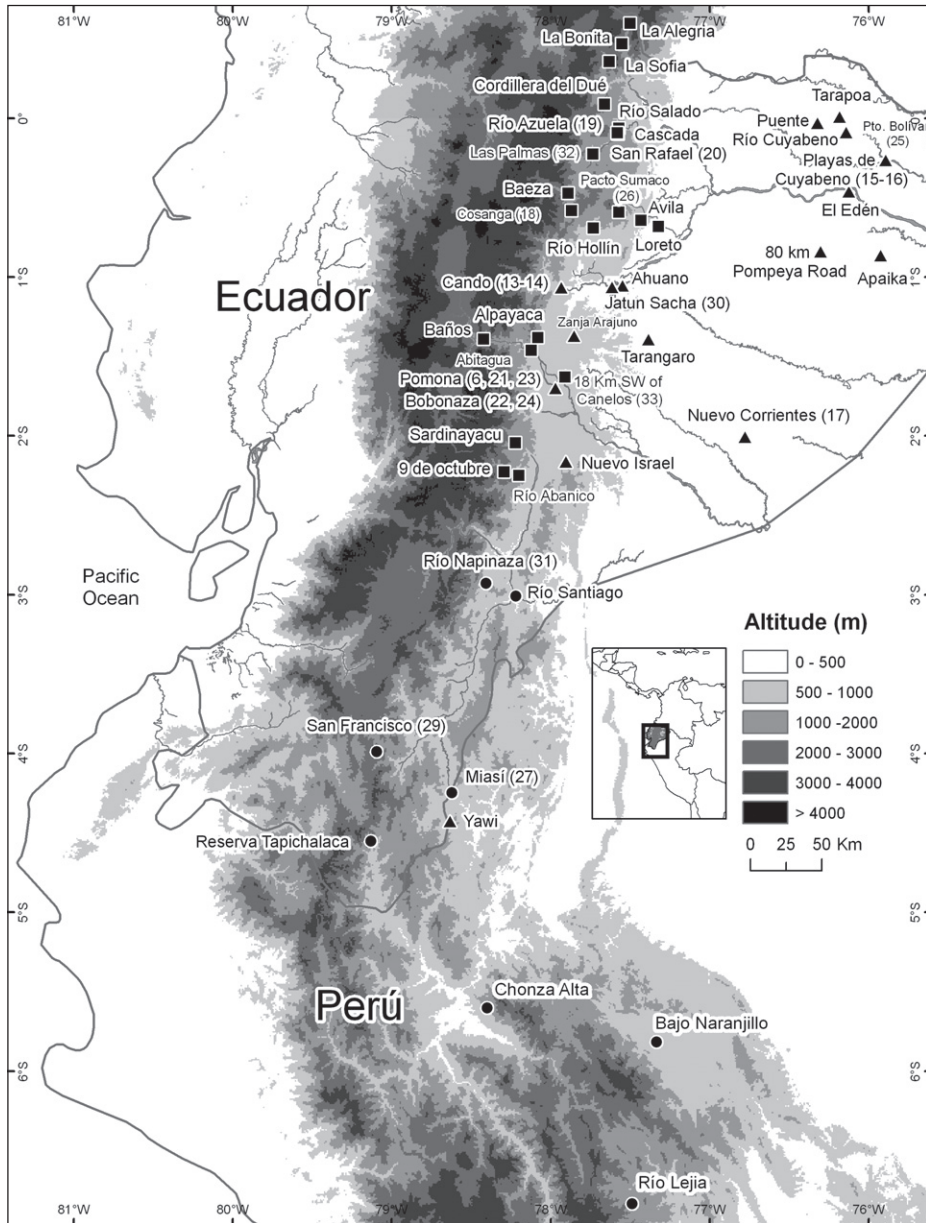 81°W
80°W
79°W
78°W
77°W
76°W
La Alegria
La Bonita
La Sofia
Cordillera del Dué
Tarapoa
0°
0°
Río Salado
Puente
Río Azuela (19)
Pto. Bolívar
(25)
Cascada
San Rafael (20)
Río Cuyabeno
Las Palmas (32)
Playas de
Cuyabeno (15-16)
Pacto Sumaco
(26)
Baeza
El Edén
Cosanga (18)
Avila
Río Hollín
Loreto
80 km
Pompeya Road
Apaika
1°S
1°S
Ecuador
Cando (13-14)
Ahuano
Jatun Sacha (30)
Alpayaca
Zanja Arajuno
Baños
Abitagua
Tarangaro
Pomona (6, 21, 23)
18 Km SW of
Canelos (33)
Bobonaza (22, 24)
Nuevo Corrientes (17)
2°S
2°S
Sardinayacu
9 de octubre
Nuevo Israel
Río Abanico
Pacific
Ocean
Río Napinaza (31)
Río Santiago
3°S
3°S
Altitude (m)
0 - 500
500 - 1000
1000 -2000
2000 - 3000
3000 - 4000
> 4000
0 25 50 Km
San Francisco (29)
4°S
4°S
Miasí (27)
Yawi
Reserva Tapichalaca
5°S
5°S
Perú
Chonza Alta
Bajo Naranjillo
6°S
6°S
Río Lejia
81°W
80°W
79°W
78°W
77°W
76°W